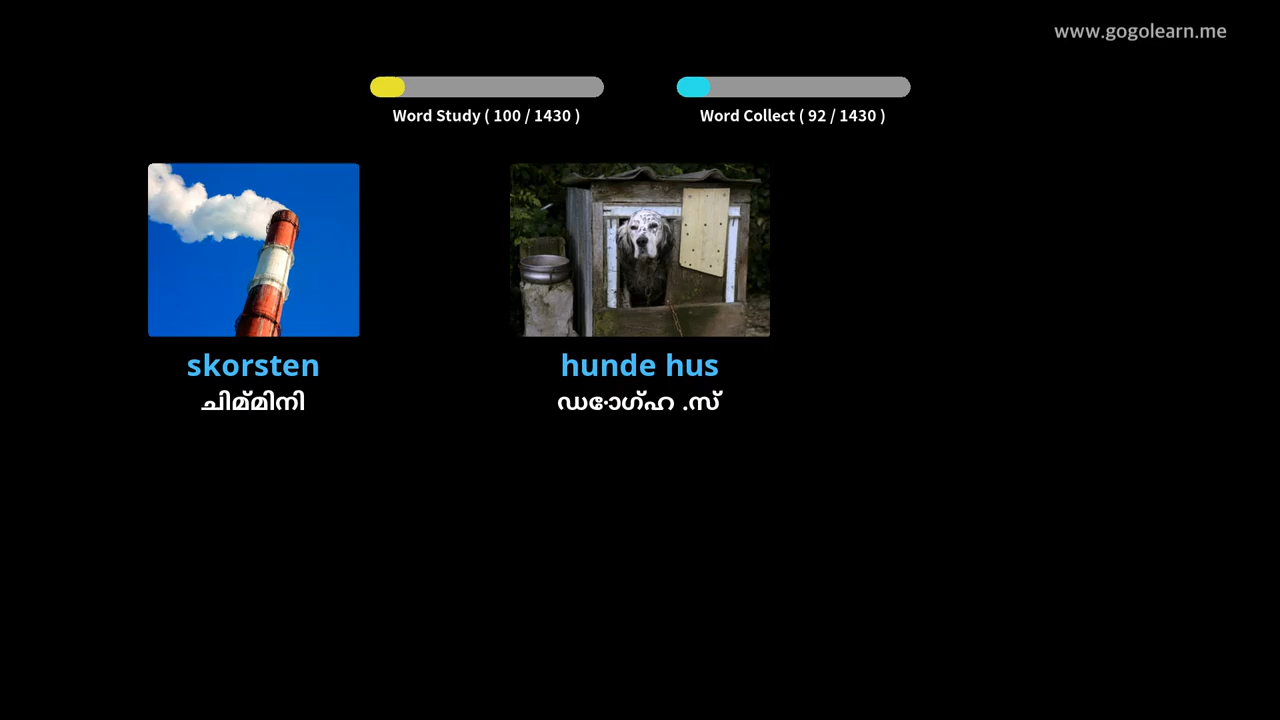 www.gogolearn.me
Word Study ( 100 / 1430 )
Word Collect ( 92 / 1430 )
skorsten
hunde hus
ചിമ്മിനി
ഡോഗ്ഹ .സ്